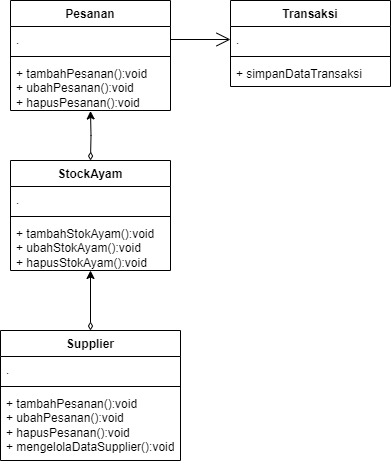 Pesanan
.
+ tambahPesanan():void
+ ubahPesanan():void
+ hapusPesanan():void
Transaksi
.
+ simpanDataTransaksi
StockAyam
.
+ tambahStokAyam():void
+ ubahStokAyam():void
+ hapusStokAyam():void
Supplier
.
+ tambahPesanan():void
+ ubahPesanan():void
+ hapusPesanan():void
+ mengelolaDataSupplier():void